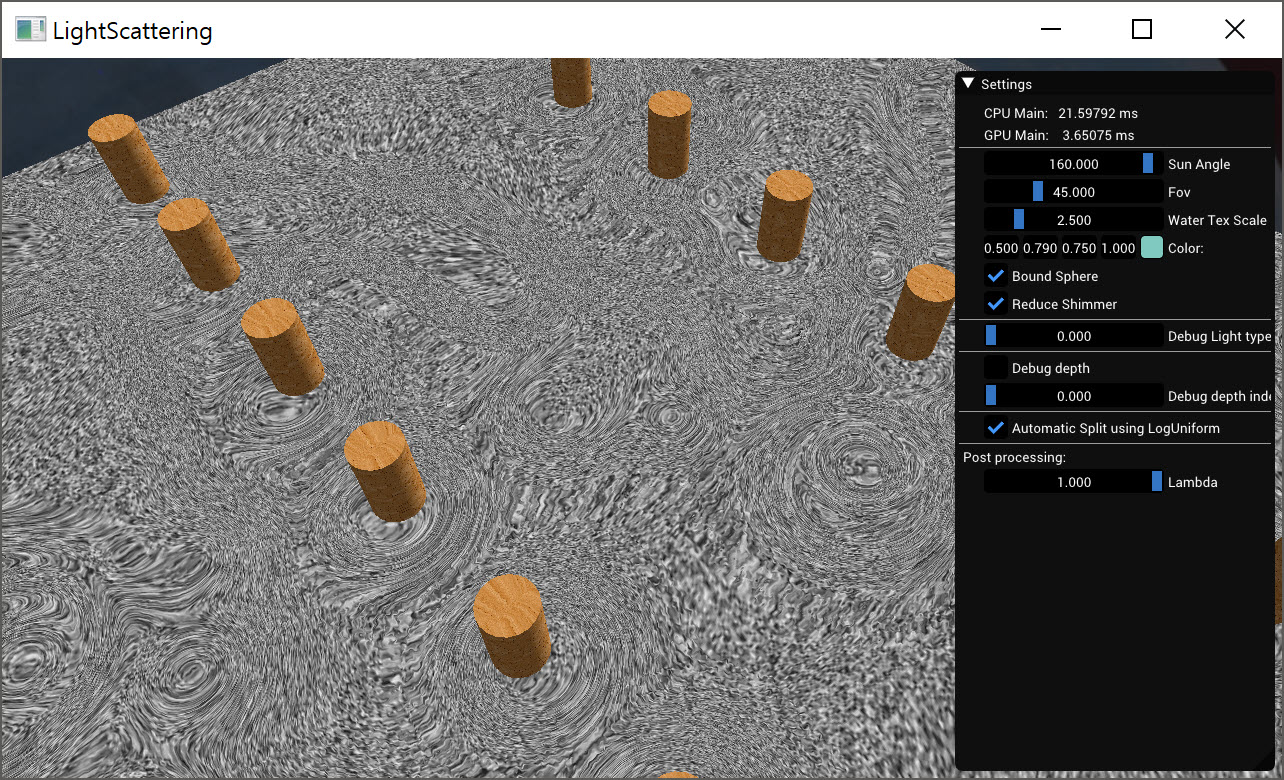 LightScattering
Settings
CPU Main: 21.59792 ms
GPU Main: 3.65075 ms
160.000 Sun Angle
45.000 Fov
2.500 Water Tex Scale
0.500 0.790 0.750 1.000 Color:
Bound Sphere
Reduce Shimmer
0.000 Debug Light type
Debug depth
0.000 Debug depth inde
Automatic Split using LogUniform
Post processing:
1.000 Lambda